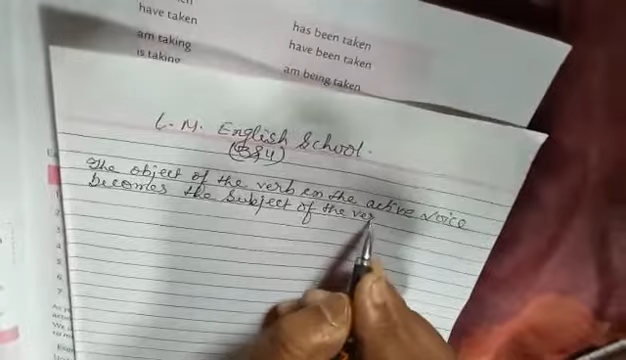 have taken
has been taken
am taking
have been taken
is taking
am being taken
L. M. English School.
The object of the verb in the active voice
becomes the subject of the ver